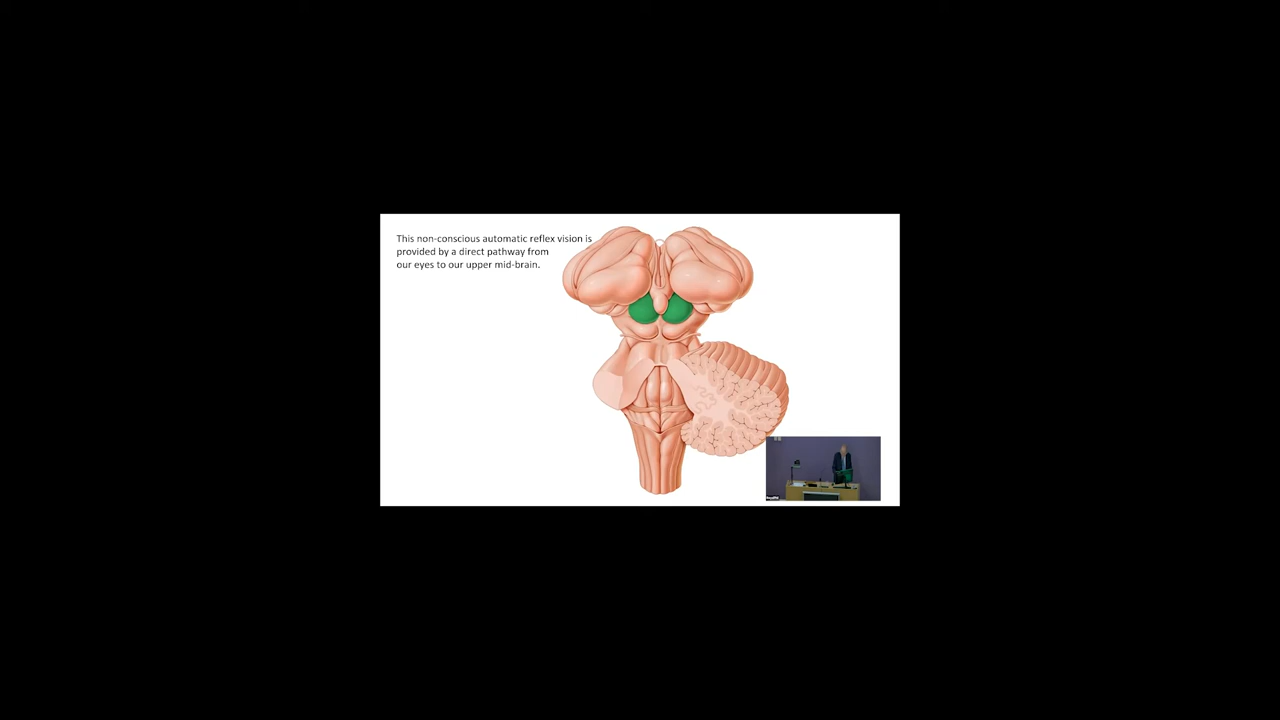 This non-conscious automatic reflex vision is
provided by a direct pathway from
our eyes to our upper mid-brain.